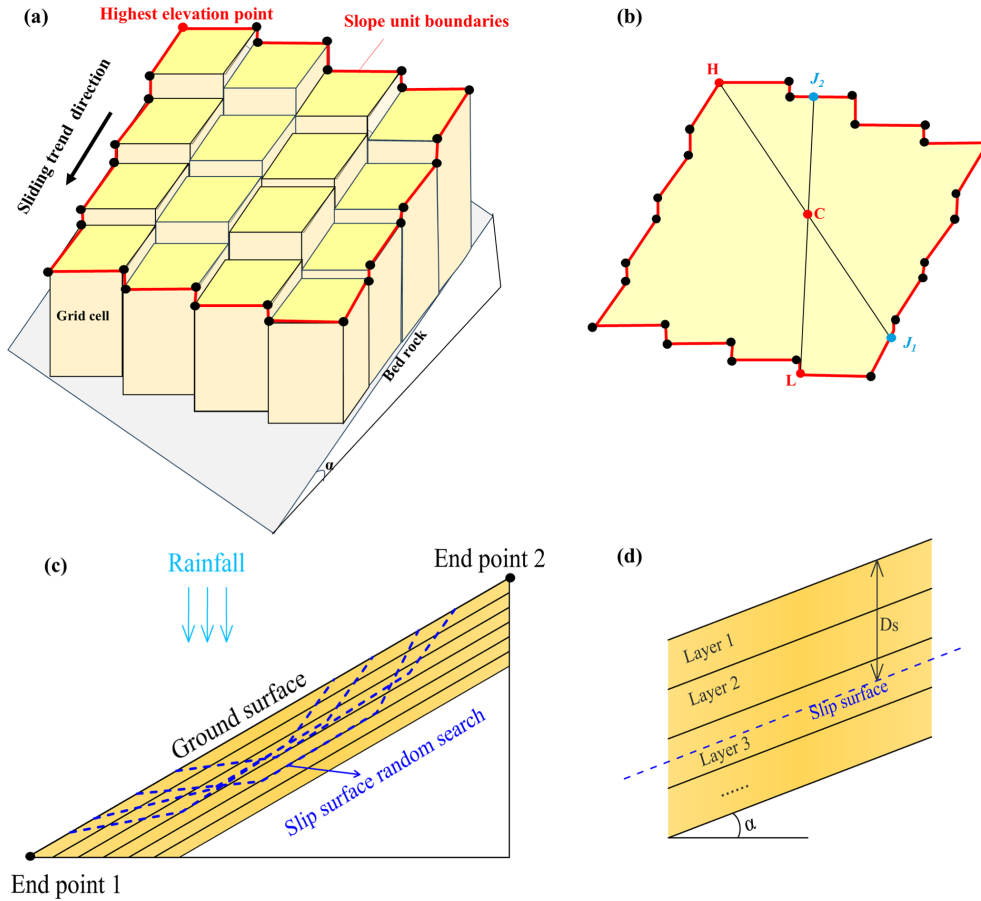 (a)
Highest elevation point
Slope unit boundaries
Sliding trend direction
Grid cell
Bed rock
α
(b)
H
J2
C
J1
L
(c)
Rainfall
End point 2
Ground surface
Slip surface random search
End point 1
(d)
Layer 1
Ds
Layer 2
Slip surface
Layer 3
......
α